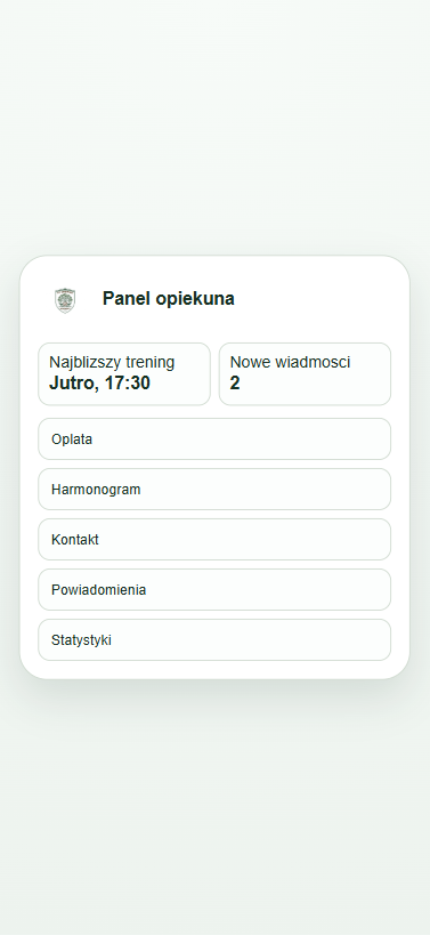 Panel opiekuna
Najblizszy trening
Jutro, 17:30
Nowe wiadmosci
2
Oplata
Harmonogram
Kontakt
Powiadomienia
Statystyki